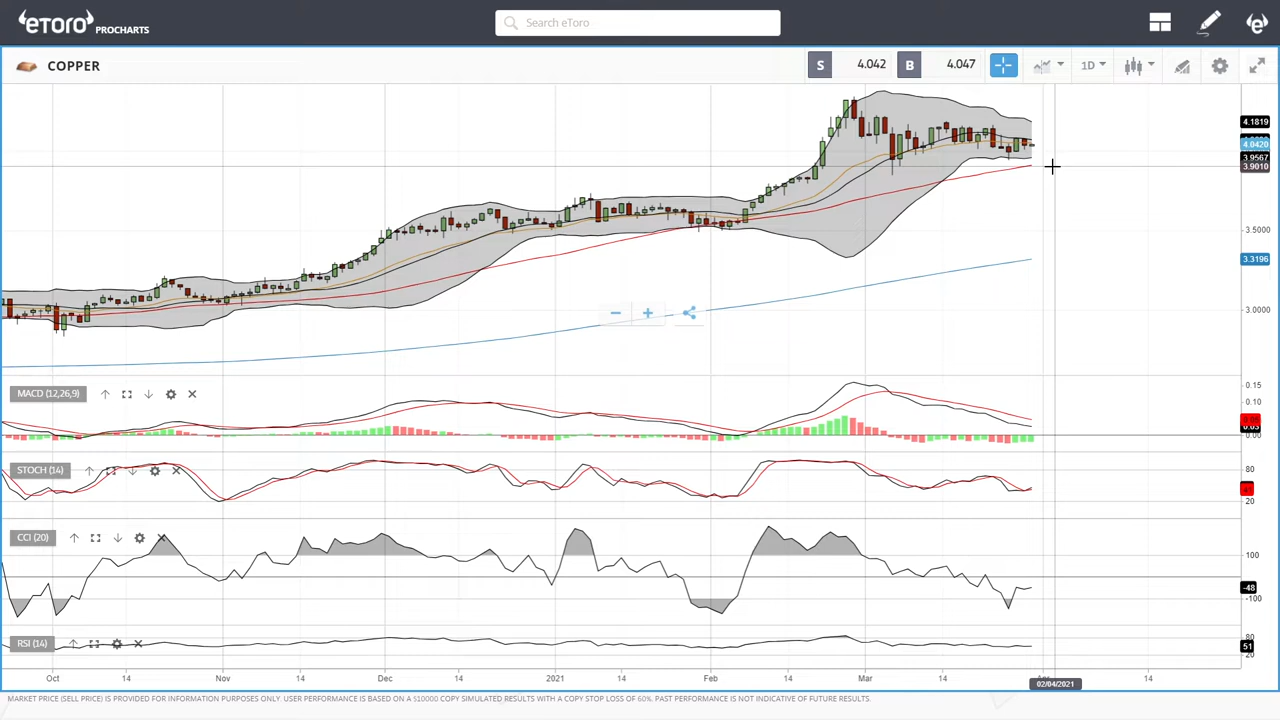 eToro PROCHARTS
Search eToro
COPPER
S 4.042 B 4.047
1D
4.1819
4.0420
3.9567
3.9010
3.5000
3.3196
3.0000
MACD (12,26,9)
0.15
0.10
0.00
STOCH (14)
80
20
CCI (20)
100
-48
-100
RSI (14)
80
51
20
Oct 14 Nov 14 Dec 14 2021 14 Feb 14 Mar 14 14
02/04/2021
MARKET PRICE (SELL PRICE) IS PROVIDED FOR INFORMATION PURPOSES ONLY. USER PERFORMANCE IS BASED ON A $10000 COPY SIMULATED RESULTS WITH A COPY STOP LOSS OF 60%. PAST PERFORMANCE IS NOT INDICATIVE OF FUTURE RESULTS.